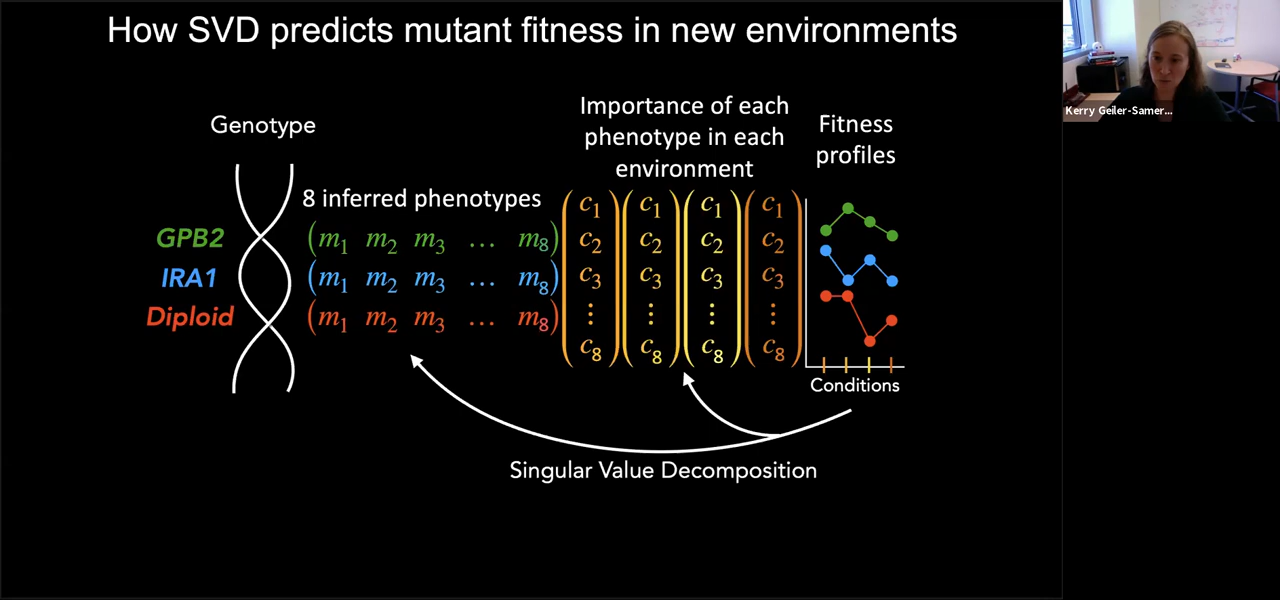 How SVD predicts mutant fitness in new environments
Kerry Geiler-Samer...
Genotype
Importance of each
phenotype in each
environment
Fitness
profiles
8 inferred phenotypes
GPB2 (m1 m2 m3 ... m8)
IRA1 (m1 m2 m3 ... m8)
Diploid (m1 m2 m3 ... m8)
c1 c1 c1 c1
c2 c2 c2 c2
c3 c3 c3 c3
⋮ ⋮ ⋮ ⋮
c8 c8 c8 c8
Conditions
Singular Value Decomposition